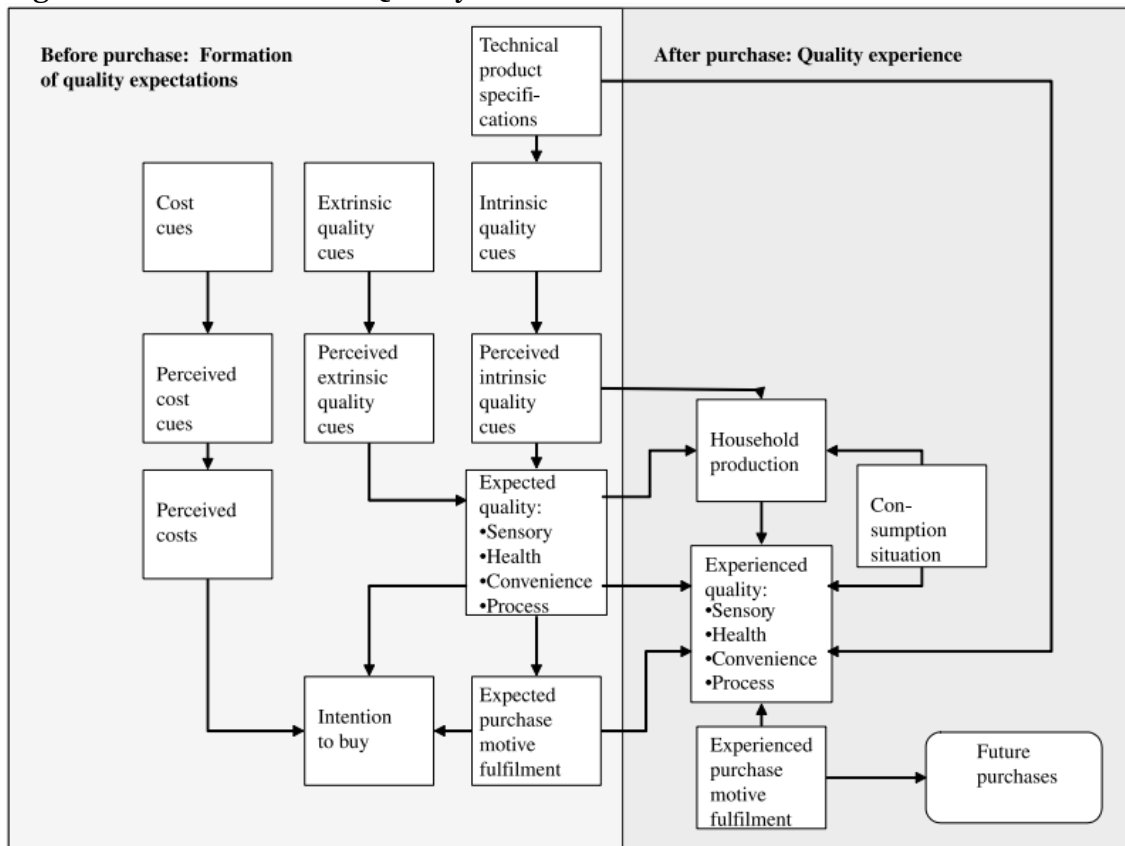 Before purchase: Formation
of quality expectations
Technical
product
specifi-
cations
After purchase: Quality experience
Cost
cues
Extrinsic
quality
cues
Intrinsic
quality
cues
Perceived
cost
cues
Perceived
extrinsic
quality
cues
Perceived
intrinsic
quality
cues
Household
production
Perceived
costs
Expected
quality:
•Sensory
•Health
•Convenience
•Process
Con-
sumption
situation
Experienced
quality:
•Sensory
•Health
•Convenience
•Process
Intention
to buy
Expected
purchase
motive
fulfilment
Experienced
purchase
motive
fulfilment
Future
purchases